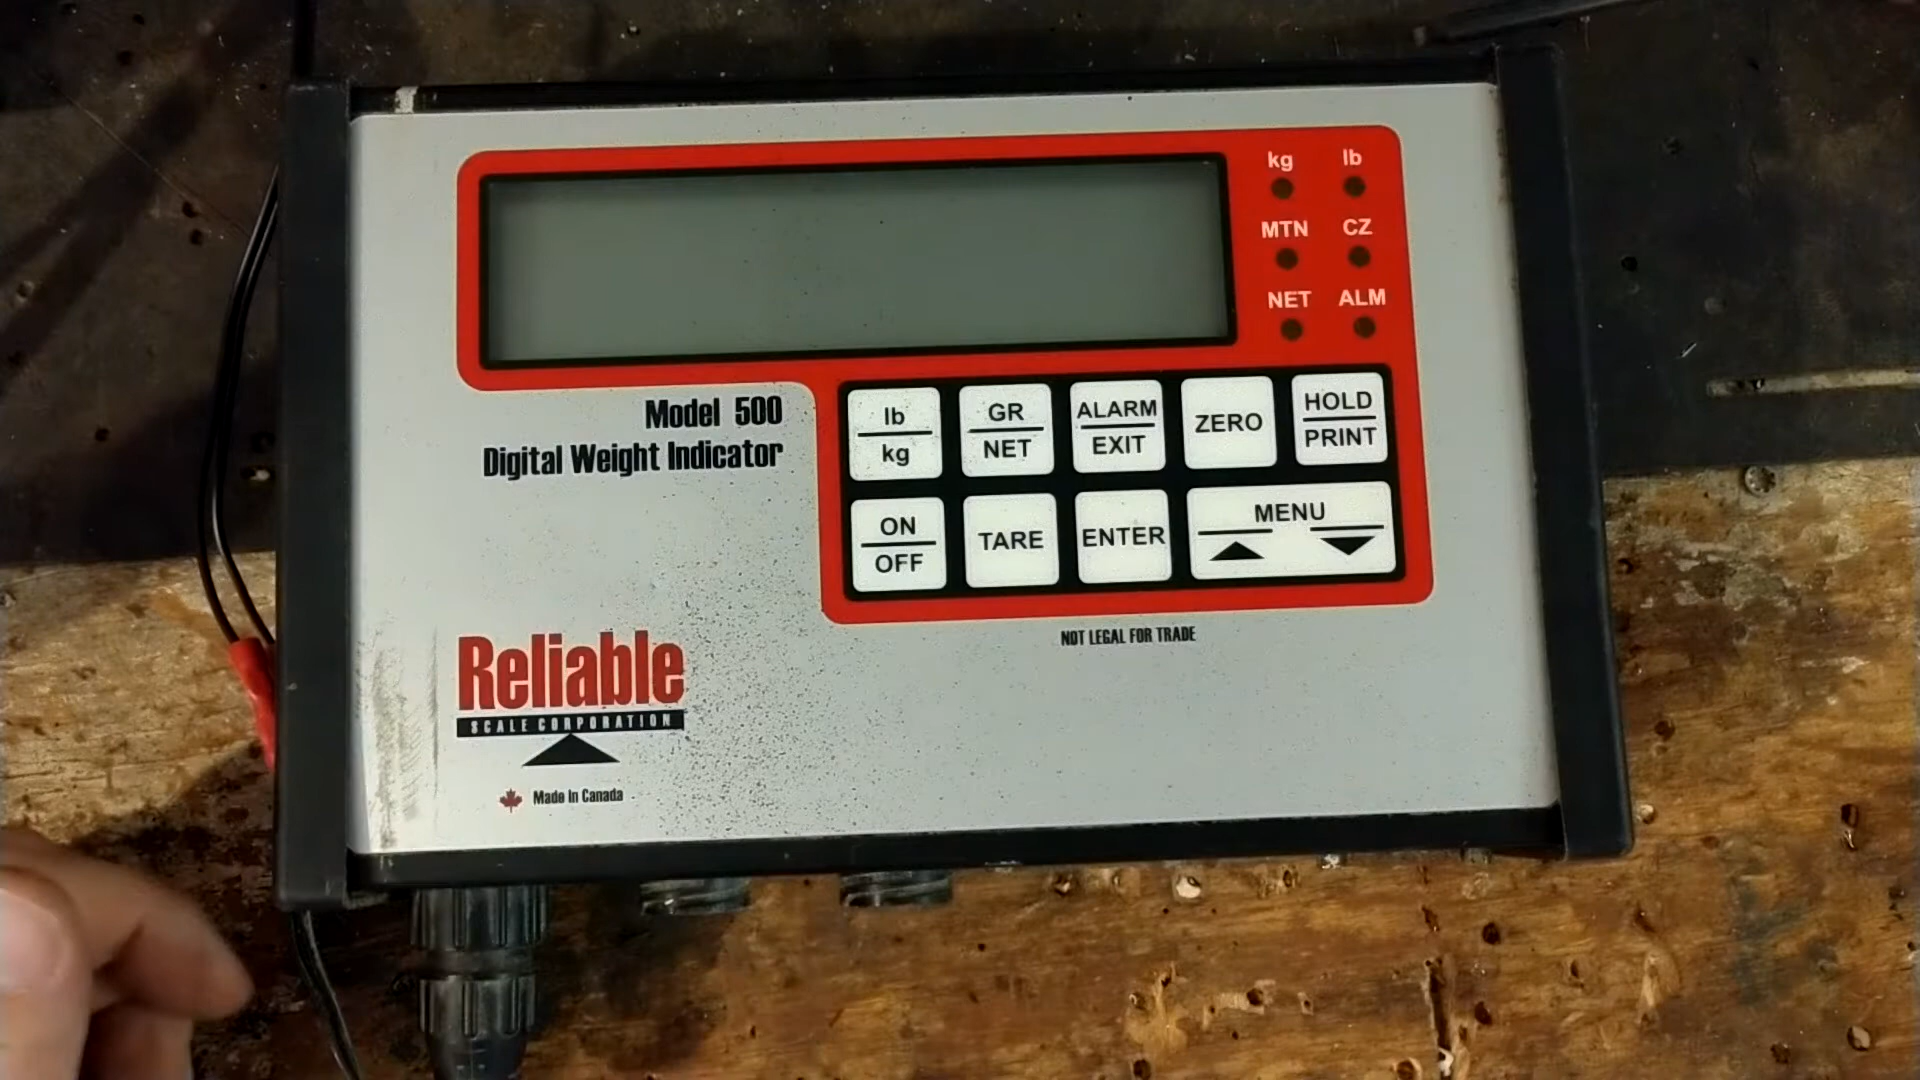 kg lb
MTN CZ
NET ALM
Model 500
Digital Weight Indicator
lb
kg
GR
NET
ALARM
EXIT
ZERO
HOLD
PRINT
ON
OFF
TARE
ENTER
MENU
NOT LEGAL FOR TRADE
Reliable
SCALE CORPORATION
Made In Canada